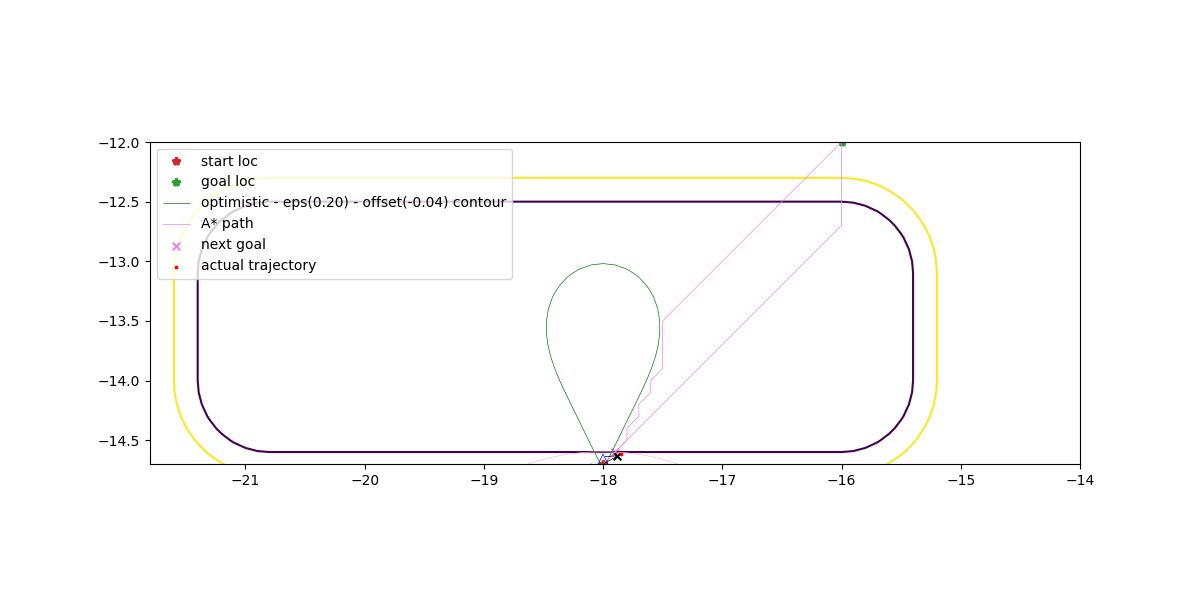 −12.0
−12.5
−13.0
−13.5
−14.0
−14.5
start loc
goal loc
optimistic - eps(0.20) - offset(-0.04) contour
A* path
next goal
actual trajectory
−21 −20 −19 −18 −17 −16 −15 −14